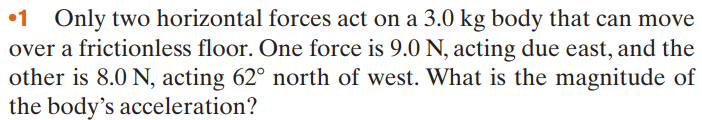 •1 Only two horizontal forces act on a 3.0 kg body that can move
over a frictionless floor. One force is 9.0 N, acting due east, and the
other is 8.0 N, acting 62° north of west. What is the magnitude of
the body's acceleration?